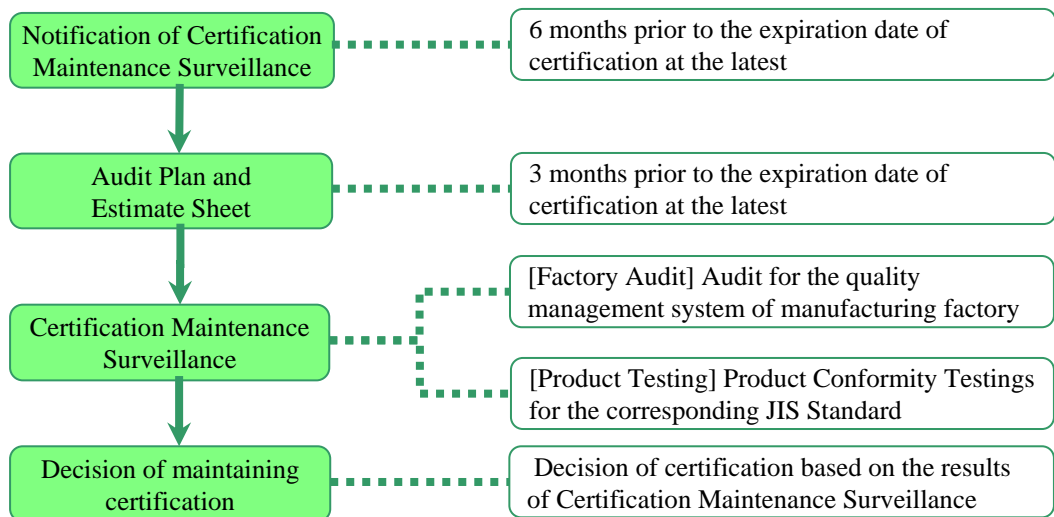 Notification of Certification
Maintenance Surveillance
6 months prior to the expiration date of
certification at the latest
Audit Plan and
Estimate Sheet
3 months prior to the expiration date of
certification at the latest
Certification Maintenance
Surveillance
[Factory Audit] Audit for the quality
management system of manufacturing factory
[Product Testing] Product Conformity Testings
for the corresponding JIS Standard
Decision of maintaining
certification
Decision of certification based on the results
of Certification Maintenance Surveillance